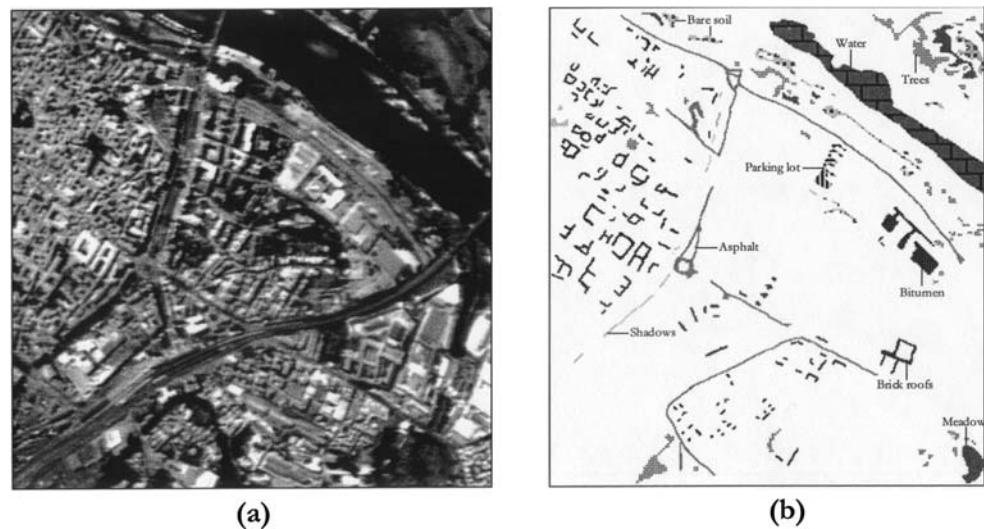 Bare soil
Water
Trees
Parking lot
Asphalt
Bitumen
Shadows
Brick roofs
Meadow
(a)
(b)